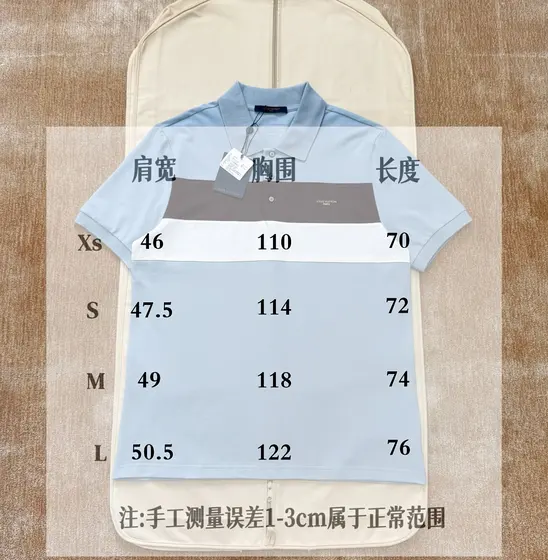 肩宽 胸围 长度
Xs 46 110 70
S 47.5 114 72
M 49 118 74
L 50.5 122 76
注:手工测量误差1-3cm属于正常范围